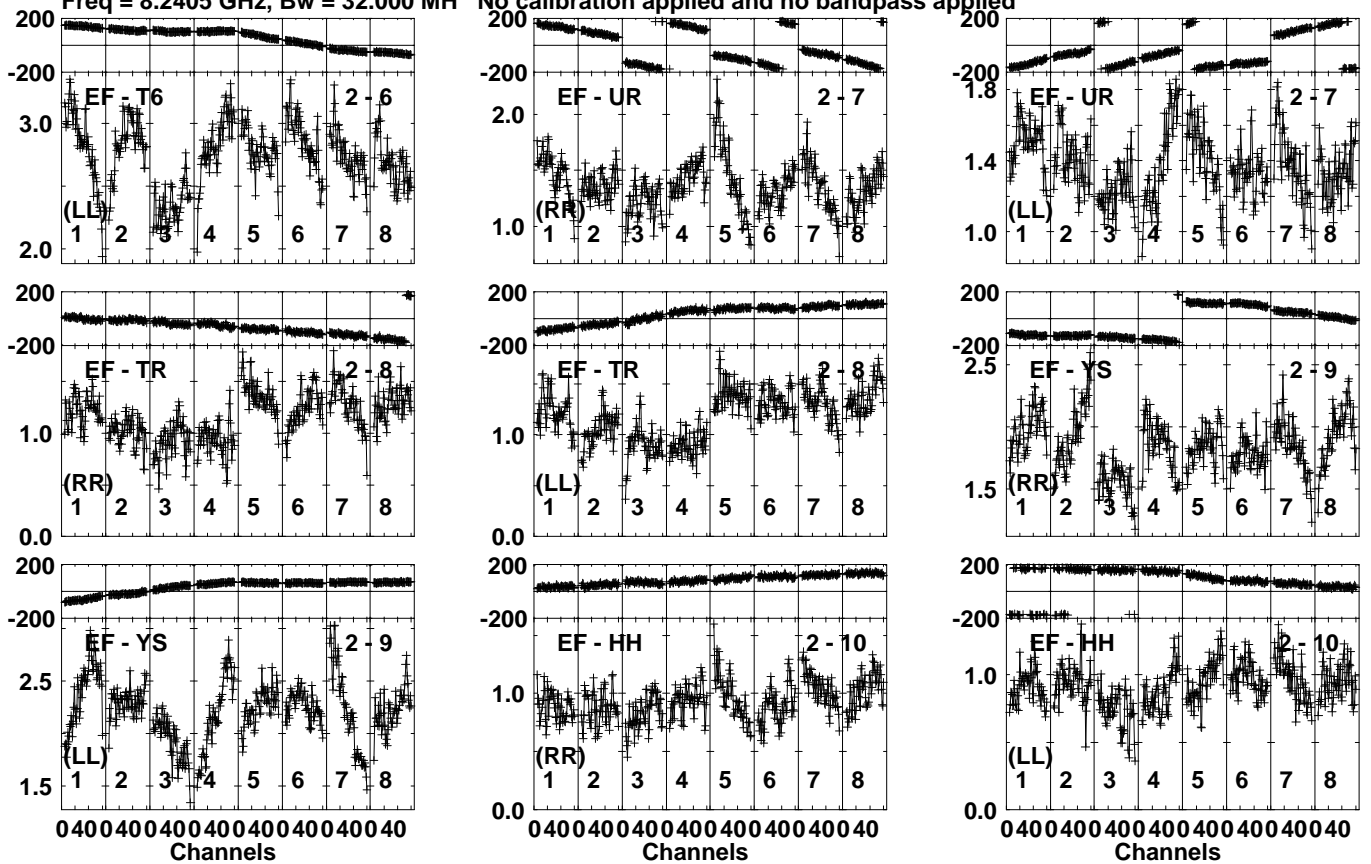 Freq = 8.2405 GHz, Bw = 32.000 MH No calibration applied and no bandpass applied
200 200 200
-200 -200 -200
EF - T6 2 - 6 EF - UR 2 - 7 EF - UR 2 - 7
3.0 2.0 1.8
1.4
(LL) (RR) (LL)
1.0 1.0
1 2 3 4 5 6 7 8 1 2 3 4 5 6 7 8 1 2 3 4 5 6 7 8
2.0
200 200 200
-200 -200 -200
EF - TR 2 - 8 EF - TR 2 - 8 EF - YS 2 - 9
2.5
1.0 1.0
(RR) (LL) (RR) 1.5
1 2 3 4 5 6 7 8 1 2 3 4 5 6 7 8 1 2 3 4 5 6 7 8
0.0 0.0
200 200 200
-200 -200 -200
EF - YS 2 - 9 EF - HH 2 - 10 EF - HH 2 - 10
2.5 1.0 1.0
(LL) (RR) (LL)
1.5
1 2 3 4 5 6 7 8 1 2 3 4 5 6 7 8 1 2 3 4 5 6 7 8
0.0 0.0
0 40 0 40 0 40 0 40 0 40 0 40 0 40 0 40 0 40 0 40 0 40 0 40 0 40 0 40 0 40 0 40 0 40 0 40 0 40 0 40 0 40 0 40 0 40 0 40
Channels Channels Channels